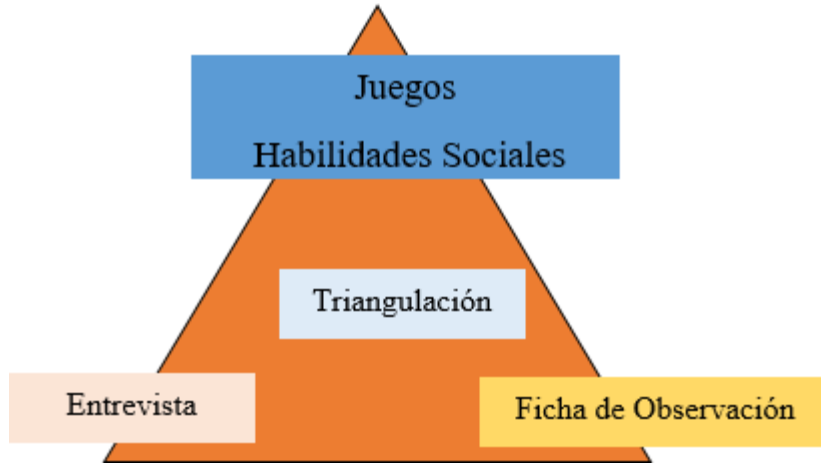 Juegos
Habilidades Sociales
Triangulación
Entrevista
Ficha de Observación